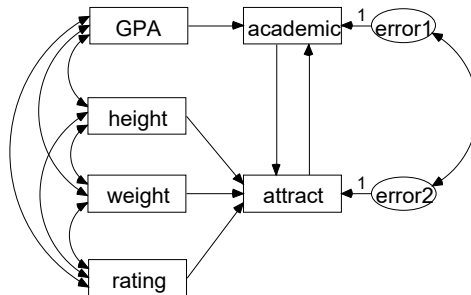 GPA academic 1 error1
height
weight attract 1 error2
rating